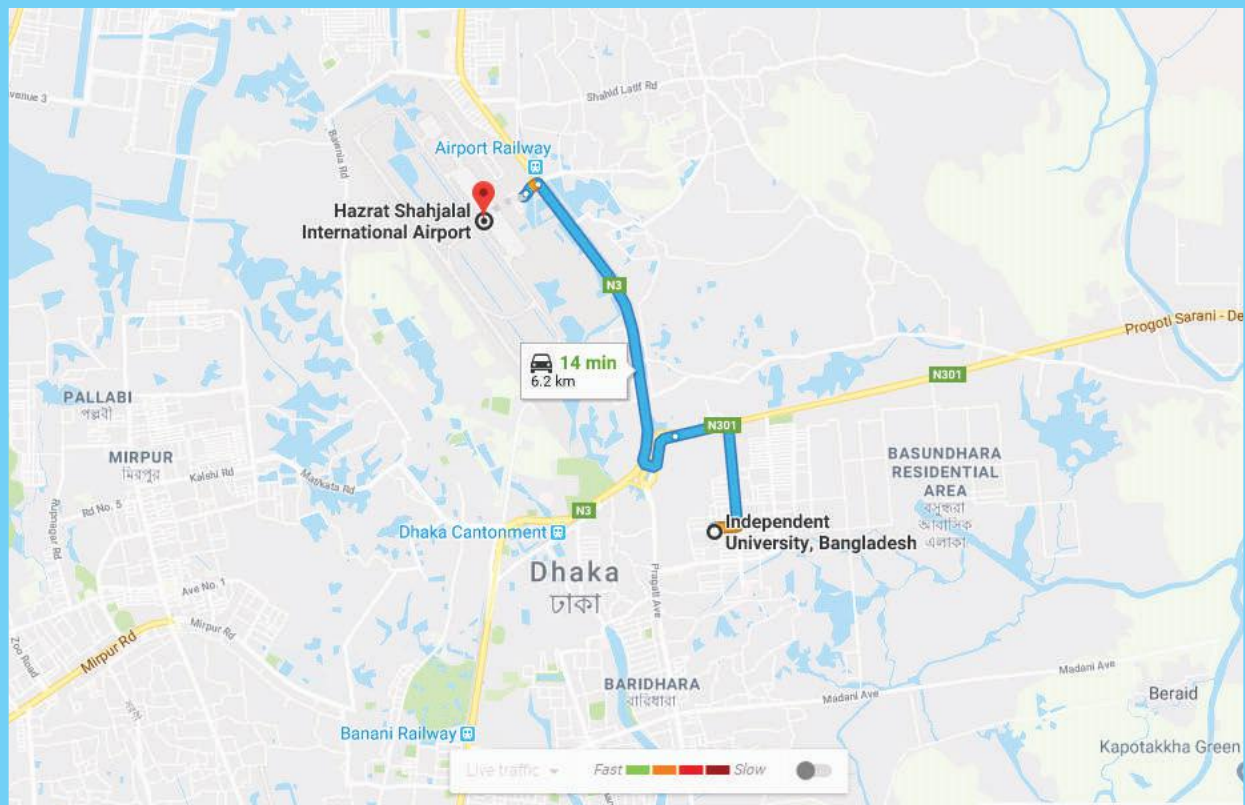 venue 3
Shahid Latif Rd
Bawnia Rd
Airport Railway
Hazrat Shahjalal
International Airport
N3
Progoti Sarani - De
14 min
6.2 km
N301
PALLABI
পল্লবী
N301
MIRPUR
মিরপুর
Kalshi Rd
Matikata Rd
Rd No. 5
Rupnagar Rd
BASUNDHARA
RESIDENTIAL
AREA
বসুন্ধরা
আবাসিক
এলাকা
N3
Independent
University, Bangladesh
Dhaka Cantonment
Dhaka
ঢাকা
Pragati Ave
Ave No. 1
Mirpur Rd
Zoo Road
Mirpur Rd
BARIDHARA
বারিধারা
Madani Ave
Madani Ave
Beraid
Banani Railway
Kapotakkha Green
Live traffic
Fast
Slow